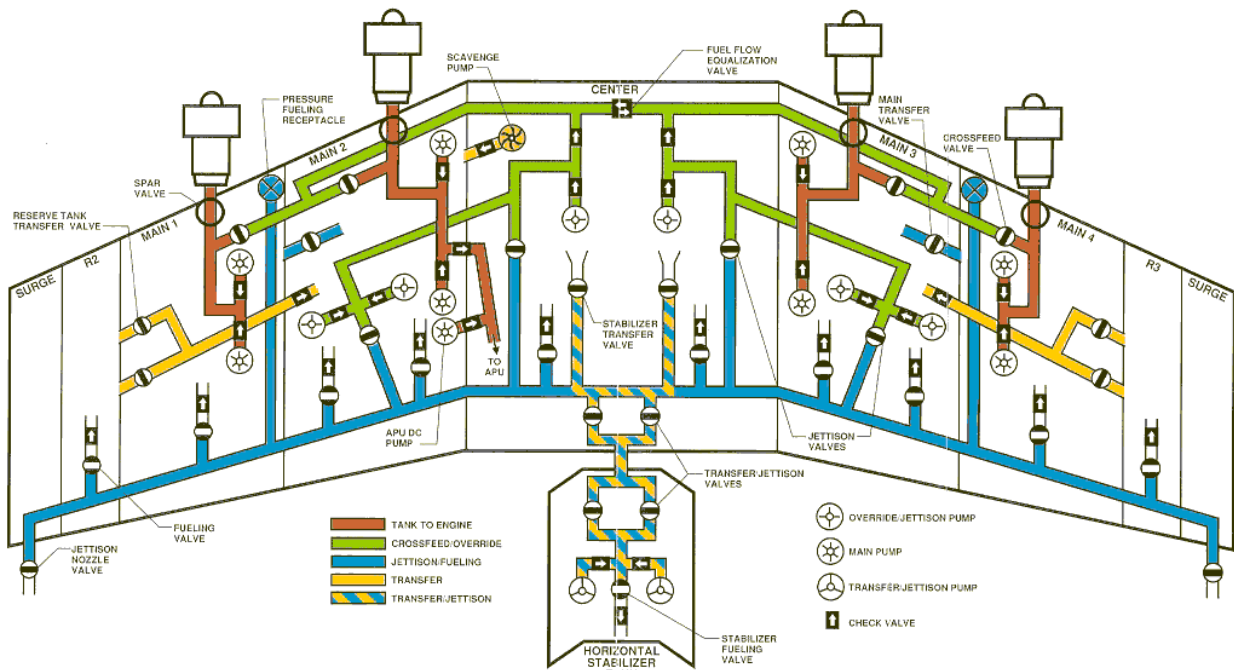 SCAVENGE
PUMP
FUEL FLOW
EQUALIZATION
VALVE
CENTER
PRESSURE
FUELING
RECEPTACLE
MAIN
TRANSFER
VALVE
CROSSFEED
VALVE
MAIN 2
MAIN 3
SPAR
VALVE
RESERVE TANK
TRANSFER VALVE
MAIN 1
MAIN 4
R2
R3
SURGE
SURGE
STABILIZER
TRANSFER
VALVE
TO
APU
APU DC
PUMP
JETTISON
VALVES
TRANSFER/JETTISON
VALVES
FUELING
VALVE
JETTISON
NOZZLE
VALVE
TANK TO ENGINE
CROSSFEED/OVERRIDE
JETTISON/FUELING
TRANSFER
TRANSFER/JETTISON
OVERRIDE/JETTISON PUMP
MAIN PUMP
TRANSFER/JETTISON PUMP
CHECK VALVE
HORIZONTAL
STABILIZER
STABILIZER
FUELING
VALVE